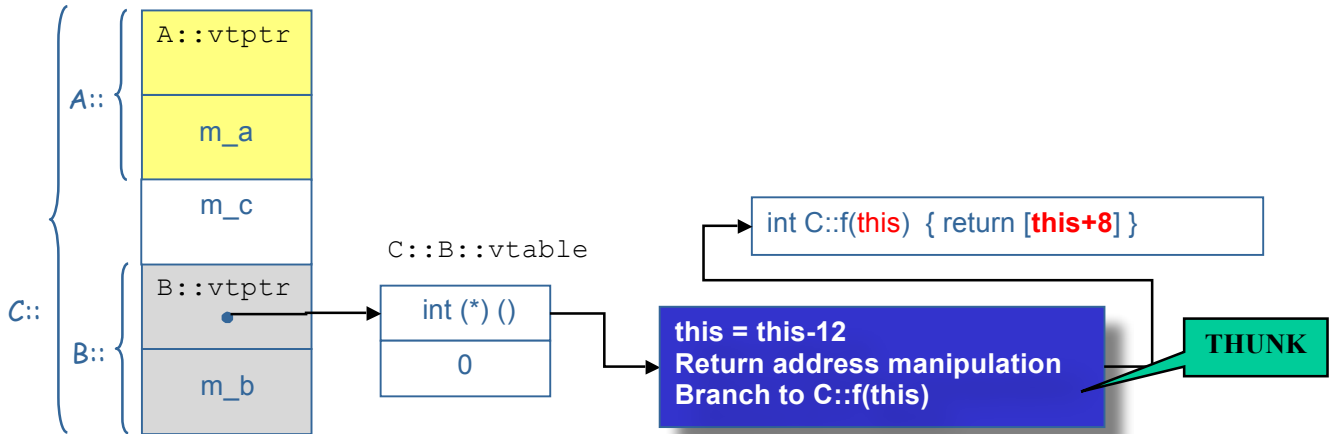 A::vtptr
A::
m_a
m_c
int C::f(this) { return [this+8] }
C::B::vtable
C::
B::vtptr
int (*) ()
B::
0
m_b
this = this-12
Return address manipulation
Branch to C::f(this)
THUNK